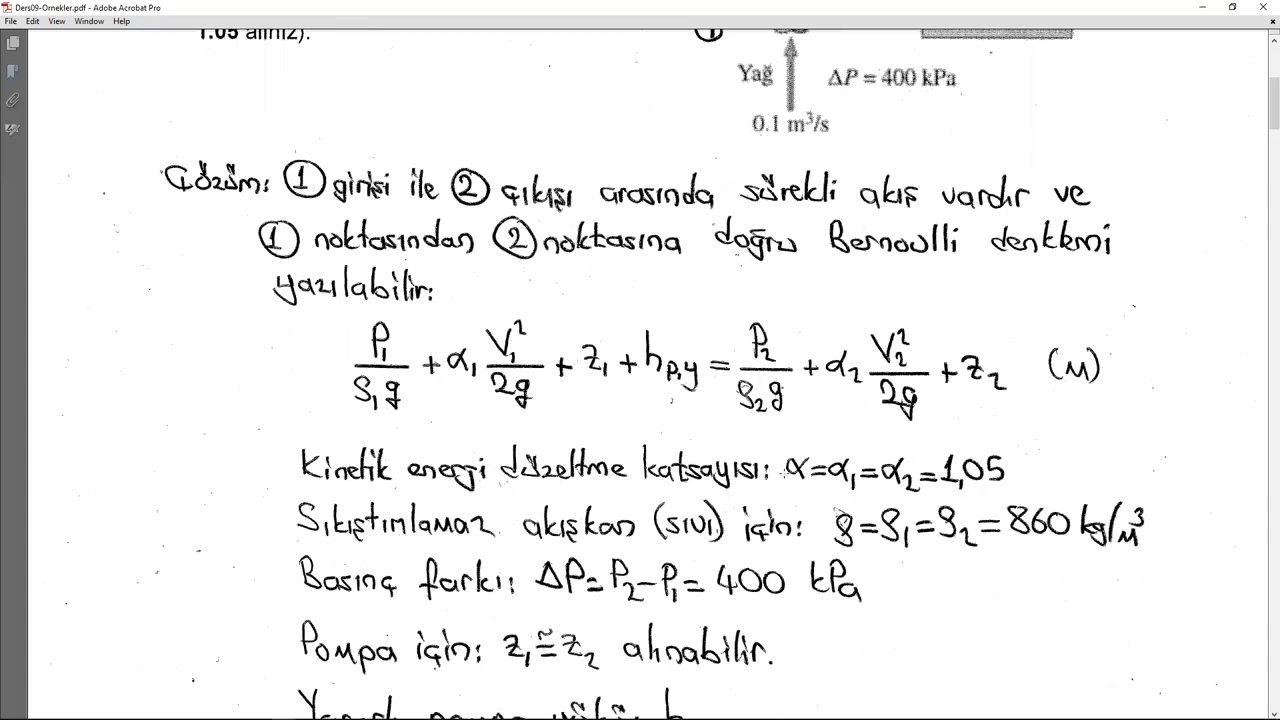 Ders09-Ornekler.pdf - Adobe Acrobat Pro
File Edit View Window Help
1.05 alınız).
1
Yağ ΔP = 400 kPa
0.1 m³/s
Çözüm: ① girişi ile ② çıkışı arasında sürekli akış vardır ve
① noktasından ② noktasına doğru Bernoulli denklemi
yazılabilir:
P₁/(ρ₁g) + α₁ V₁²/(2g) + z₁ + h_{P,y} = P₂/(ρ₂g) + α₂ V₂²/(2g) + z₂ (m)
Kinetik energi düzeltme katsayısı: α=α₁=α₂=1,05
Sıkıştırılamaz akışkan (sıvı) için: ρ=ρ₁=ρ₂=860 kg/m³
Basınç farkı: ΔP=P₂-P₁=400 kPa
Pompa için: z₁≅z₂ alınabilir.